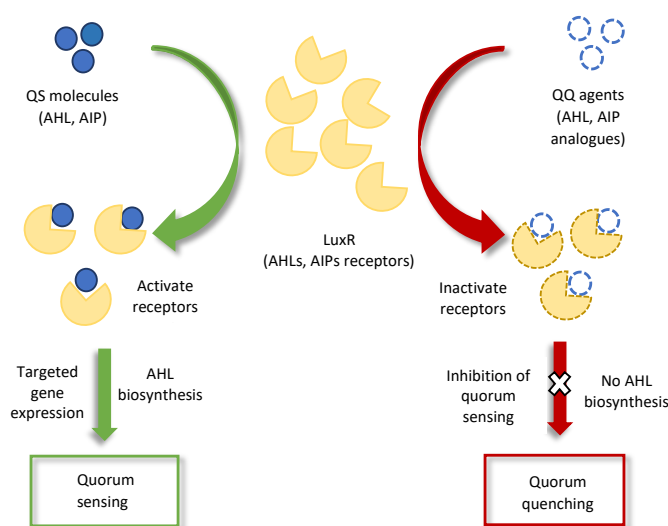 QS molecules
(AHL, AIP)
QQ agents
(AHL, AIP
analogues)
LuxR
(AHLs, AIPs receptors)
Activate
receptors
Inactivate
receptors
Targeted
gene
expression
AHL
biosynthesis
Inhibition of
quorum
sensing
No AHL
biosynthesis
Quorum
sensing
Quorum
quenching